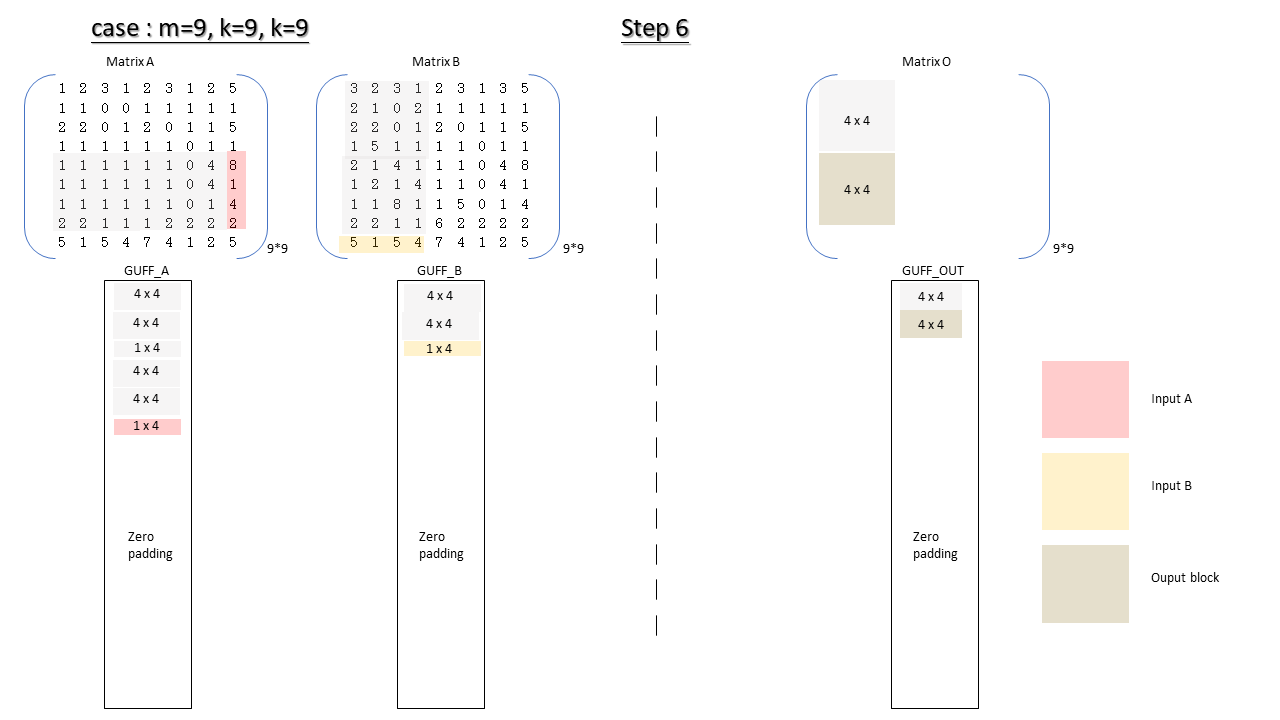 case : m=9, k=9, k=9
Step 6
Matrix A
Matrix B
Matrix O
1 2 3 1 2 3 1 2 5
1 1 0 0 1 1 1 1 1
2 2 0 1 2 0 1 1 5
1 1 1 1 1 1 0 1 1
1 1 1 1 1 1 0 4 8
1 1 1 1 1 1 0 4 1
1 1 1 1 1 1 0 1 4
2 2 1 1 1 2 2 2 2
5 1 5 4 7 4 1 2 5
9*9
3 2 3 1 2 3 1 3 5
2 1 0 2 1 1 1 1 1
2 2 0 1 2 0 1 1 5
1 5 1 1 1 1 0 1 1
2 1 4 1 1 1 0 4 8
1 2 1 4 1 1 0 4 1
1 1 8 1 1 5 0 1 4
2 2 1 1 6 2 2 2 2
5 1 5 4 7 4 1 2 5
9*9
4 x 4
4 x 4
9*9
GUFF_A
4 x 4
4 x 4
1 x 4
4 x 4
4 x 4
1 x 4
Zero
padding
GUFF_B
4 x 4
4 x 4
1 x 4
Zero
padding
GUFF_OUT
4 x 4
4 x 4
Zero
padding
Input A
Input B
Ouput block